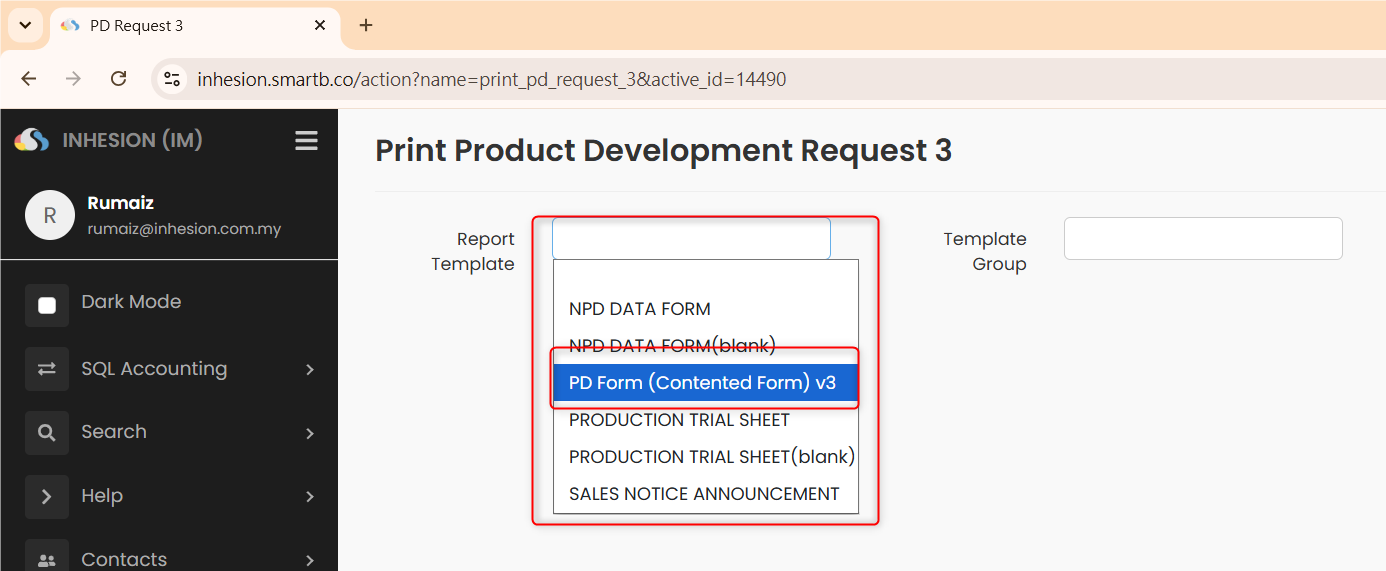 PD Request 3
inhesion.smartb.co/action?name=print_pd_request_3&active_id=14490
INHESION (IM)
R
Rumaiz
rumaiz@inhesion.com.my
Dark Mode
SQL Accounting
Search
Help
Contacts
Print Product Development Request 3
Report
Template
NPD DATA FORM
NPD DATA FORM(blank)
PD Form (Contented Form) v3
PRODUCTION TRIAL SHEET
PRODUCTION TRIAL SHEET(blank)
SALES NOTICE ANNOUNCEMENT
Template
Group